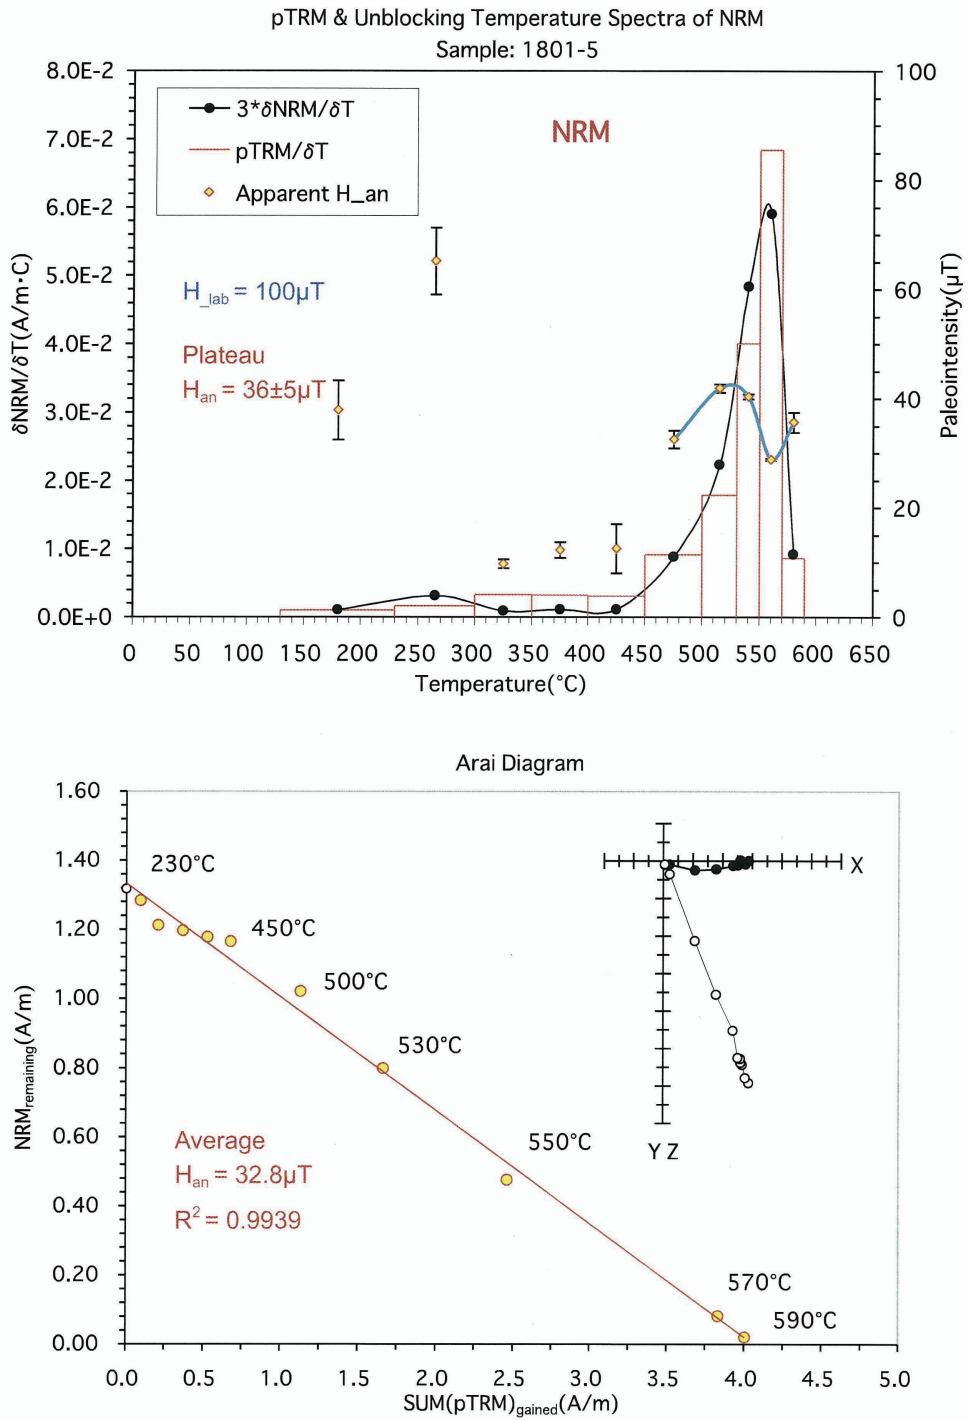 pTRM & Unblocking Temperature Spectra of NRM
Sample: 1801-5
8.0E-2
7.0E-2
6.0E-2
5.0E-2
4.0E-2
3.0E-2
2.0E-2
1.0E-2
0.0E+0
δNRM/δT(A/m·C)
3*δNRM/δT
pTRM/δT
Apparent H_an
NRM
H_lab = 100µT
Plateau
Han = 36±5µT
100
80
60
40
20
0
Paleointensity(µT)
0 50 100 150 200 250 300 350 400 450 500 550 600 650
Temperature(°C)
Arai Diagram
1.60
1.40
1.20
1.00
0.80
0.60
0.40
0.20
0.00
NRMremaining(A/m)
230°C
450°C
500°C
530°C
550°C
570°C
590°C
X
Y Z
Average
Han = 32.8µT
R² = 0.9939
0.0 0.5 1.0 1.5 2.0 2.5 3.0 3.5 4.0 4.5 5.0
SUM(pTRM)gained(A/m)